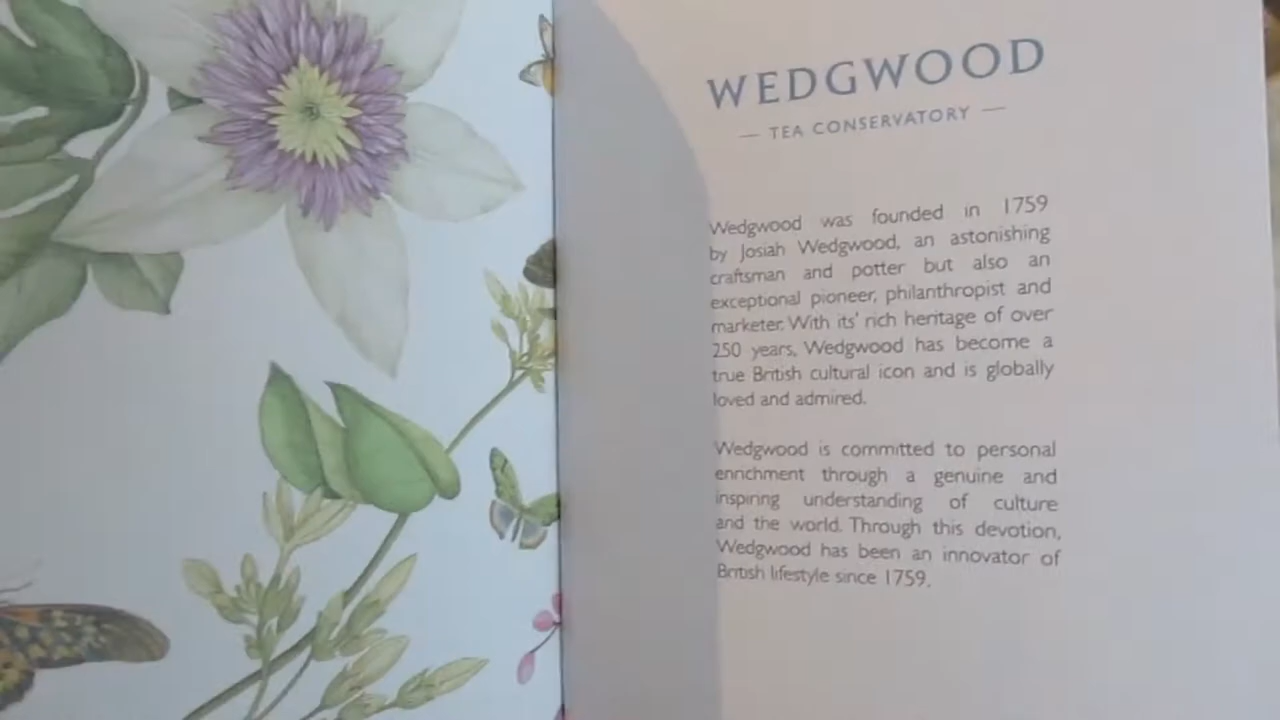 WEDGWOOD
— TEA CONSERVATORY —
Wedgwood was founded in 1759
by Josiah Wedgwood, an astonishing
craftsman and potter but also an
exceptional pioneer, philanthropist and
marketer. With its' rich heritage of over
250 years, Wedgwood has become a
true British cultural icon and is globally
loved and admired.
Wedgwood is committed to personal
enrichment through a genuine and
inspiring understanding of culture
and the world. Through this devotion,
Wedgwood has been an innovator of
British lifestyle since 1759.